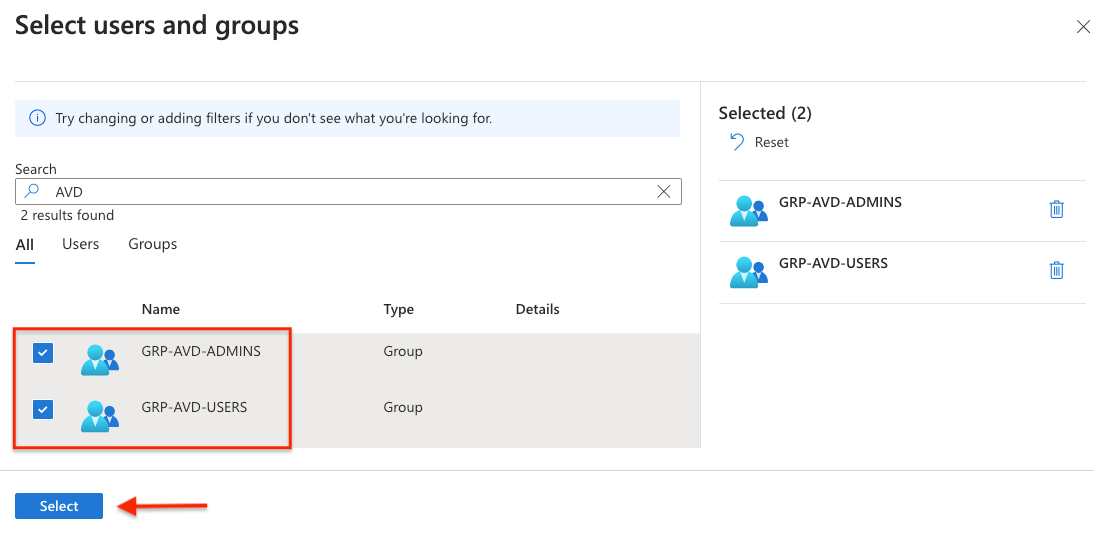 Select users and groups
Try changing or adding filters if you don't see what you're looking for.
Search
AVD
2 results found
All Users Groups
Name Type Details
GRP-AVD-ADMINS Group
GRP-AVD-USERS Group
Selected (2)
Reset
GRP-AVD-ADMINS
GRP-AVD-USERS
Select